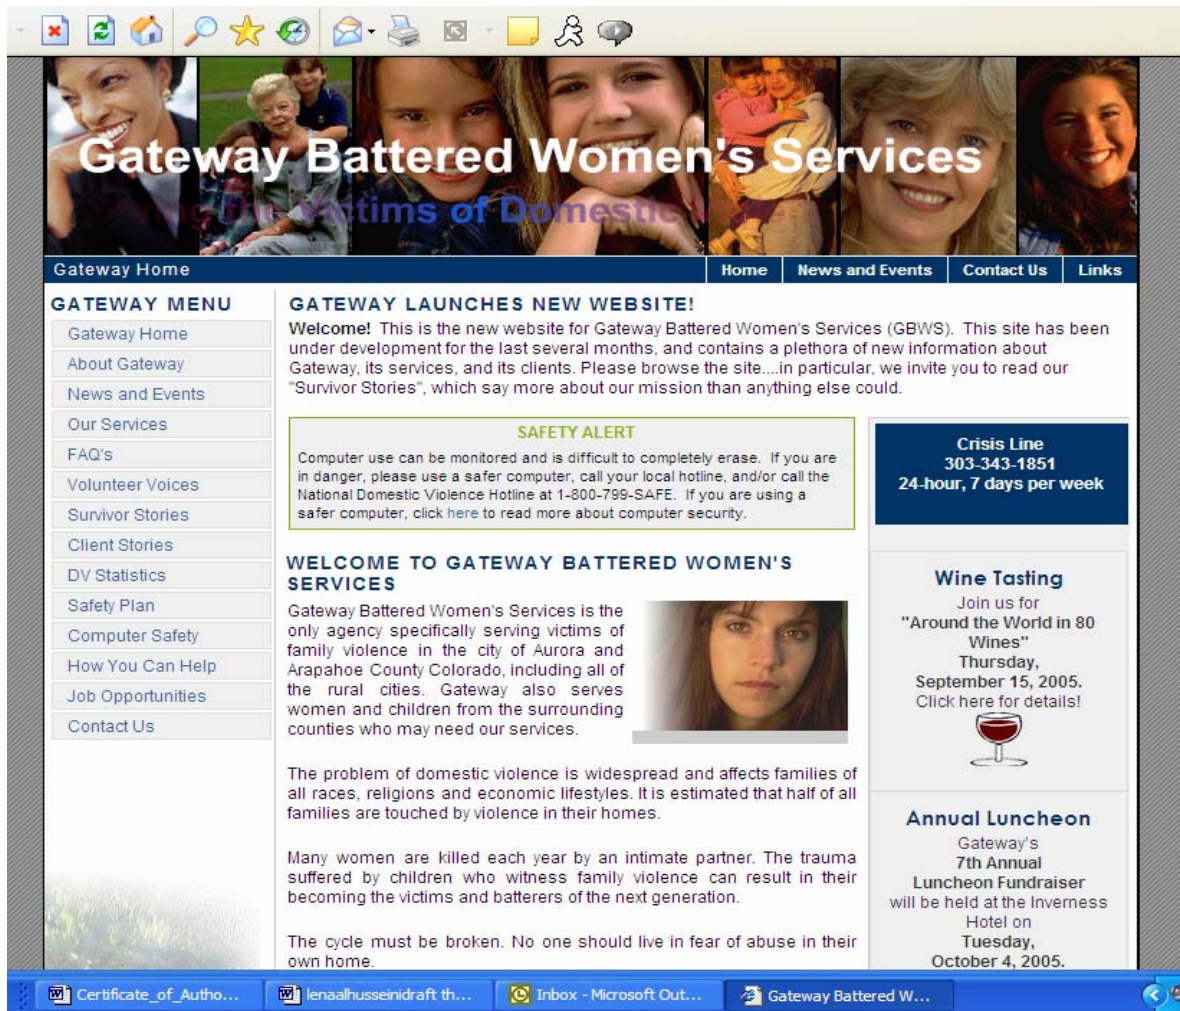 Gateway Battered Women's Services
the Victims of Domestic
Gateway Home
Home
News and Events
Contact Us
Links
GATEWAY MENU
Gateway Home
About Gateway
News and Events
Our Services
FAQ's
Volunteer Voices
Survivor Stories
Client Stories
DV Statistics
Safety Plan
Computer Safety
How You Can Help
Job Opportunities
Contact Us
GATEWAY LAUNCHES NEW WEBSITE!
Welcome! This is the new website for Gateway Battered Women's Services (GBWS). This site has been
under development for the last several months, and contains a plethora of new information about
Gateway, its services, and its clients. Please browse the site....in particular, we invite you to read our
"Survivor Stories", which say more about our mission than anything else could.
SAFETY ALERT
Computer use can be monitored and is difficult to completely erase. If you are
in danger, please use a safer computer, call your local hotline, and/or call the
National Domestic Violence Hotline at 1-800-799-SAFE. If you are using a
safer computer, click here to read more about computer security.
WELCOME TO GATEWAY BATTERED WOMEN'S
SERVICES
Gateway Battered Women's Services is the
only agency specifically serving victims of
family violence in the city of Aurora and
Arapahoe County Colorado, including all of
the rural cities. Gateway also serves
women and children from the surrounding
counties who may need our services.
The problem of domestic violence is widespread and affects families of
all races, religions and economic lifestyles. It is estimated that half of all
families are touched by violence in their homes.
Many women are killed each year by an intimate partner. The trauma
suffered by children who witness family violence can result in their
becoming the victims and batterers of the next generation.
The cycle must be broken. No one should live in fear of abuse in their
own home.
Crisis Line
303-343-1851
24-hour, 7 days per week
Wine Tasting
Join us for
"Around the World in 80
Wines"
Thursday,
September 15, 2005.
Click here for details!
Annual Luncheon
Gateway's
7th Annual
Luncheon Fundraiser
will be held at the Inverness
Hotel on
Tuesday,
October 4, 2005.
Certificate_of_Autho...
lenaalhusseinidraft th...
Inbox - Microsoft Out...
Gateway Battered W...